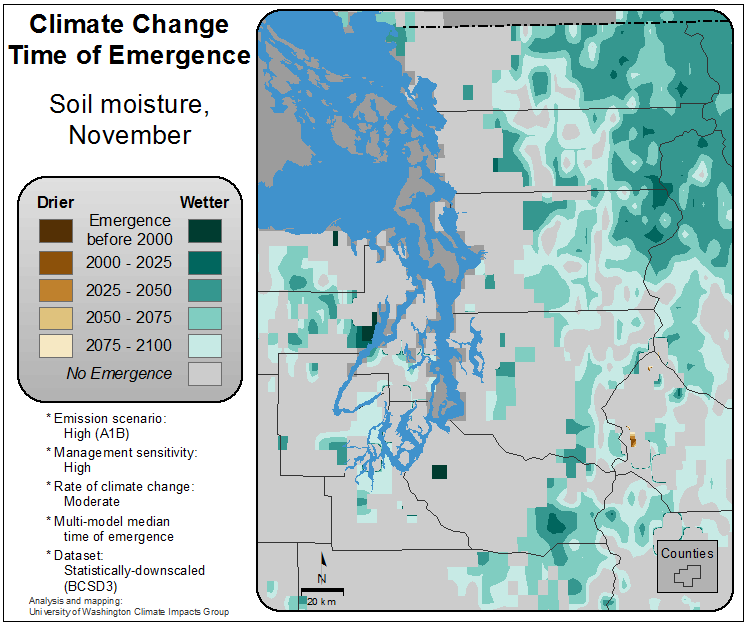 Climate Change
Time of Emergence
Soil moisture,
November
Drier
Wetter
Emergence
before 2000
2000 - 2025
2025 - 2050
2050 - 2075
2075 - 2100
No Emergence
* Emission scenario:
High (A1B)
* Management sensitivity:
High
* Rate of climate change:
Moderate
* Multi-model median
time of emergence
* Dataset:
Statistically-downscaled
(BCSD3)
Analysis and mapping:
University of Washington Climate Impacts Group
N
20 km
Counties